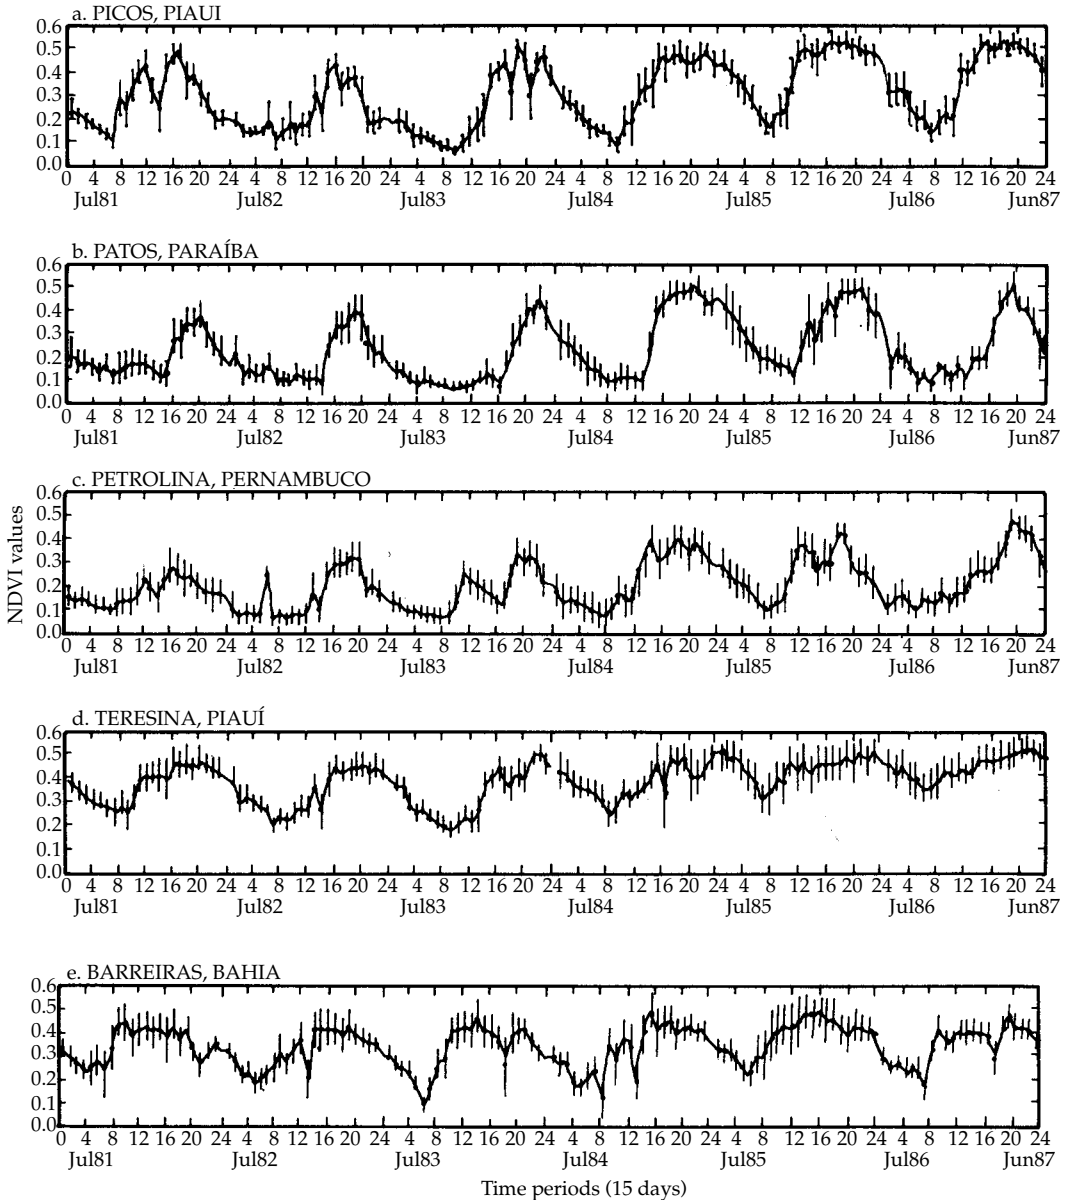 a. PICOS, PIAUI
0.6
0.5
0.4
0.3
0.2
0.1
0.0
0 4 8 12 16 20 24 4 8 12 16 20 24 4 8 12 16 20 24 4 8 12 16 20 24 4 8 12 16 20 24 4 8 12 16 20 24
Jul81 Jul82 Jul83 Jul84 Jul85 Jul86 Jun87
b. PATOS, PARAÍBA
0.6
0.5
0.4
0.3
0.2
0.1
0.0
0 4 8 12 16 20 24 4 8 12 16 20 24 4 8 12 16 20 24 4 8 12 16 20 24 4 8 12 16 20 24 4 8 12 16 20 24
Jul81 Jul82 Jul83 Jul84 Jul85 Jul86 Jun87
c. PETROLINA, PERNAMBUCO
NDVI values
0.6
0.5
0.4
0.3
0.2
0.1
0.0
0 4 8 12 16 20 24 4 8 12 16 20 24 4 8 12 16 20 24 4 8 12 16 20 24 4 8 12 16 20 24 4 8 12 16 20 24
Jul81 Jul82 Jul83 Jul84 Jul85 Jul86 Jun87
d. TERESINA, PIAUÍ
0.6
0.5
0.4
0.3
0.2
0.1
0.0
0 4 8 12 16 20 24 4 8 12 16 20 24 4 8 12 16 20 24 4 8 12 16 20 24 4 8 12 16 20 24 4 8 12 16 20 24
Jul81 Jul82 Jul83 Jul84 Jul85 Jul86 Jun87
e. BARREIRAS, BAHIA
0.6
0.5
0.4
0.3
0.2
0.1
0.0
0 4 8 12 16 20 24 4 8 12 16 20 24 4 8 12 16 20 24 4 8 12 16 20 24 4 8 12 16 20 24 4 8 12 16 20 24
Jul81 Jul82 Jul83 Jul84 Jul85 Jul86 Jun87
Time periods (15 days)